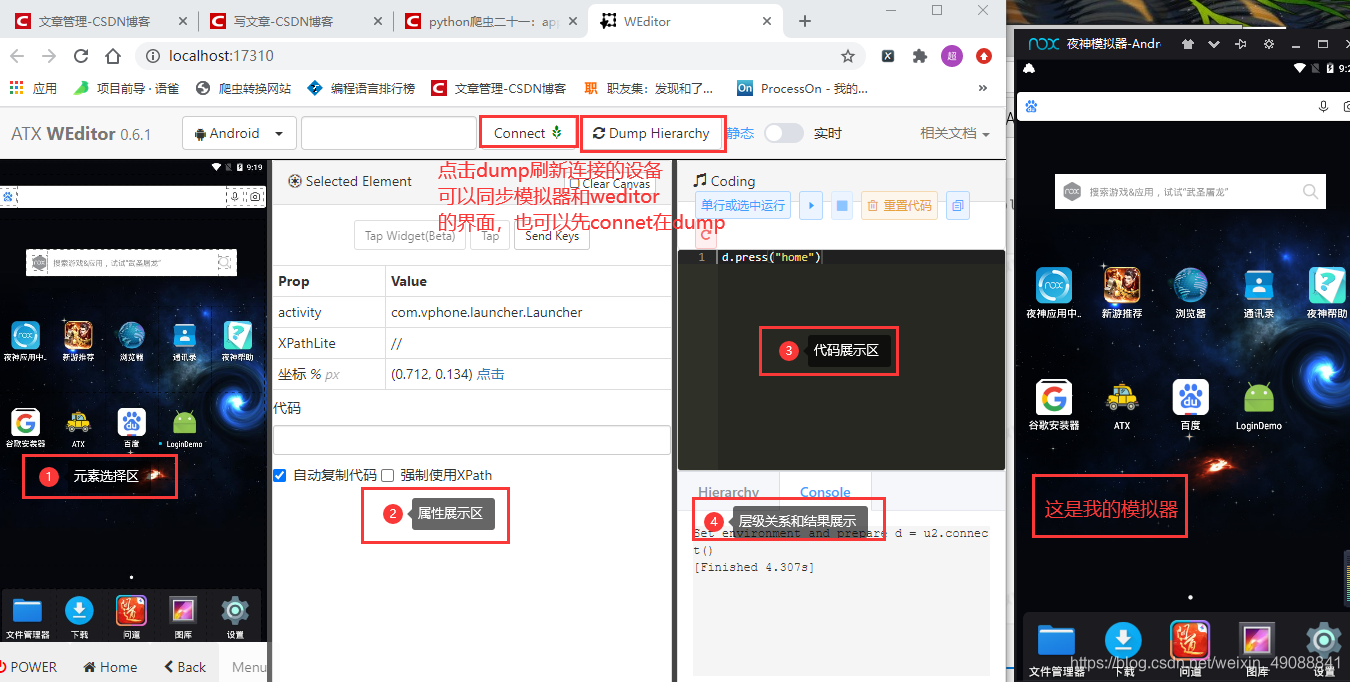 文章管理-CSDN博客
写文章-CSDN博客
python爬虫二十一：app
WEditor
localhost:17310
超
应用
项目前导 · 语雀
爬虫转换网站
编程语言排行榜
文章管理-CSDN博客
职 职友集：发现和了...
On ProcessOn - 我的...
»
ATX WEditor 0.6.1
Android
Connect
Dump Hierarchy
静态
实时
相关文档
9:19
搜索游戏&应用，试试“武圣屠龙”
夜神应用中..
新游推荐
浏览器
通讯录
夜神帮助
谷歌安装器
ATX
百度
LoginDemo
1 元素选择区
文件管理器
下载
问道
图库
设置
POWER
Home
Back
Menu
Selected Element
Clear Canvas
点击dump刷新连接的设备
可以同步模拟器和weditor
的界面，也可以先connet在dump
Tap Widget(Beta)
Tap
Send Keys
Prop Value
activity com.vphone.launcher.Launcher
XPathLite //
坐标 % px (0.712, 0.134) 点击
代码
自动复制代码
强制使用XPath
2 属性展示区
Coding
单行或选中运行
重置代码
1 d.press("home")
3 代码展示区
Hierarchy
Console
4 层级关系和结果展示
Set environment and prepare d = u2.connec
t()
[Finished 4.307s]
nox 夜神模拟器-Andr
9:2
搜索游戏&应用，试试“武圣屠龙”
夜神应用中..
新游推荐
浏览器
通讯录
夜神帮助
谷歌安装器
ATX
百度
LoginDemo
这是我的模拟器
文件管理器
下载
问道
图库
设置
https://blog.csdn.net/weixin_49088841